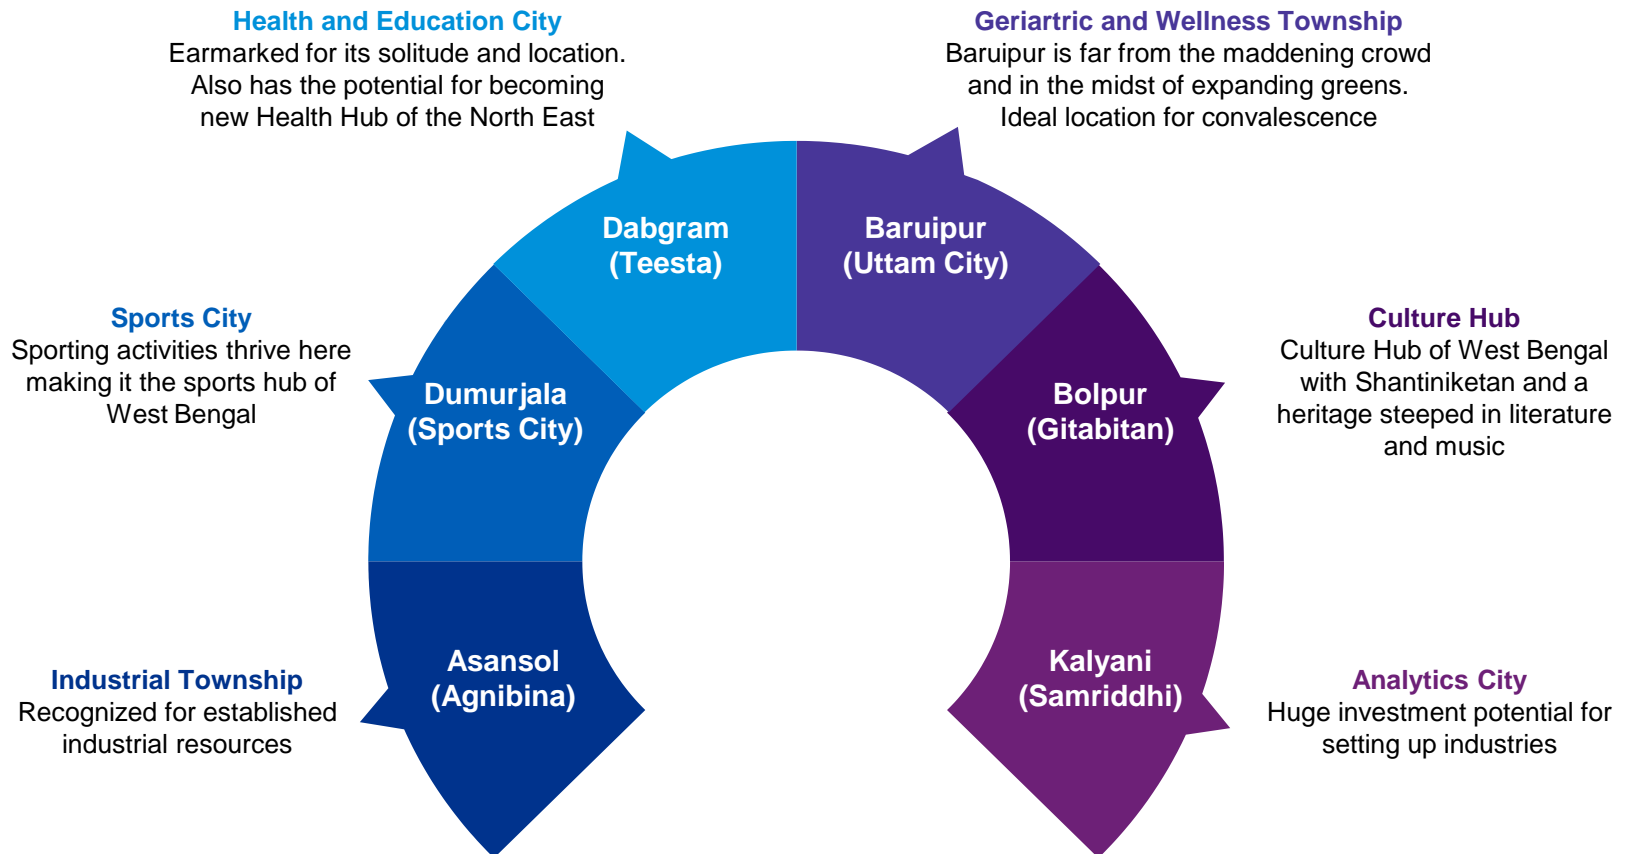 Health and Education City
Earmarked for its solitude and location.
Also has the potential for becoming
new Health Hub of the North East
Geriartric and Wellness Township
Baruipur is far from the maddening crowd
and in the midst of expanding greens.
Ideal location for convalescence
Dabgram
(Teesta)
Baruipur
(Uttam City)
Sports City
Sporting activities thrive here
making it the sports hub of
West Bengal
Dumurjala
(Sports City)
Bolpur
(Gitabitan)
Culture Hub
Culture Hub of West Bengal
with Shantiniketan and a
heritage steeped in literature
and music
Industrial Township
Recognized for established
industrial resources
Asansol
(Agnibina)
Kalyani
(Samriddhi)
Analytics City
Huge investment potential for
setting up industries